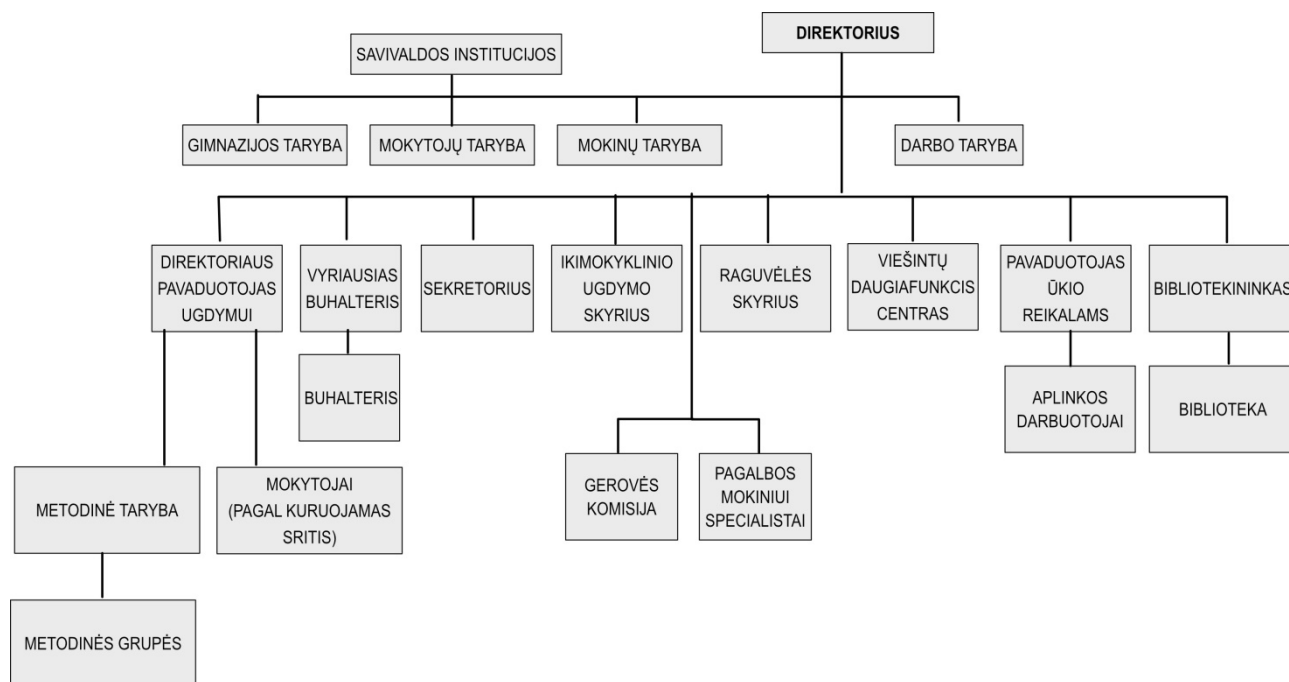 DIREKTORIUS
SAVIVALDOS INSTITUCIJOS
GIMNAZIJOS TARYBA
MOKYTOJŲ TARYBA
MOKINŲ TARYBA
DARBO TARYBA
DIREKTORIAUS
PAVADUOTOJAS
UGDYMUI
VYRIAUSIAS
BUHALTERIS
SEKRETORIUS
IKIMOKYKLINIO
UGDYMO
SKYRIUS
RAGUVĖLĖS
SKYRIUS
VIEŠINTŲ
DAUGIAFUNKCIS
CENTRAS
PAVADUOTOJAS
ŪKIO
REIKALAMS
BIBLIOTEKININKAS
BUHALTERIS
APLINKOS
DARBUOTOJAI
BIBLIOTEKA
METODINĖ TARYBA
MOKYTOJAI
(PAGAL KURUOJAMAS
SRITIS)
GEROVĖS
KOMISIJA
PAGALBOS
MOKINIUI
SPECIALISTAI
METODINĖS GRUPĖS